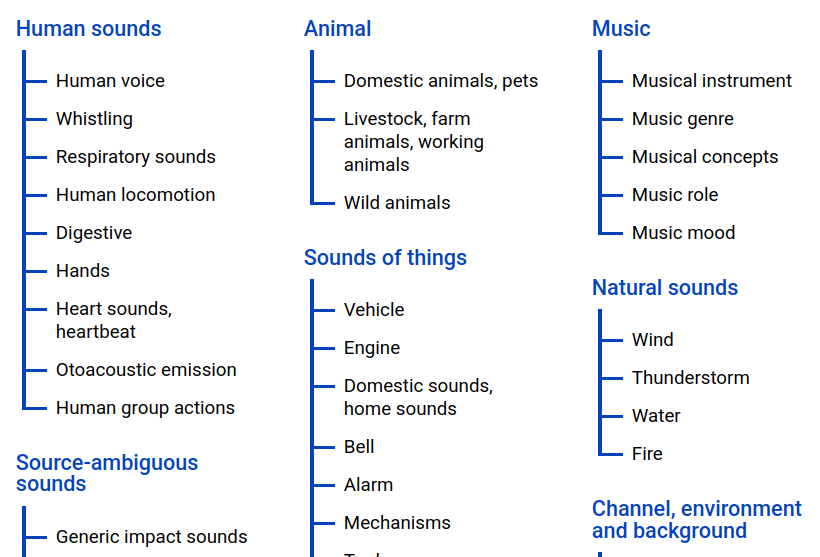 Human sounds
Human voice
Whistling
Respiratory sounds
Human locomotion
Digestive
Hands
Heart sounds,
heartbeat
Otoacoustic emission
Human group actions
Source-ambiguous
sounds
Generic impact sounds
Animal
Domestic animals, pets
Livestock, farm
animals, working
animals
Wild animals
Sounds of things
Vehicle
Engine
Domestic sounds,
home sounds
Bell
Alarm
Mechanisms
Music
Musical instrument
Music genre
Musical concepts
Music role
Music mood
Natural sounds
Wind
Thunderstorm
Water
Fire
Channel, environment
and background